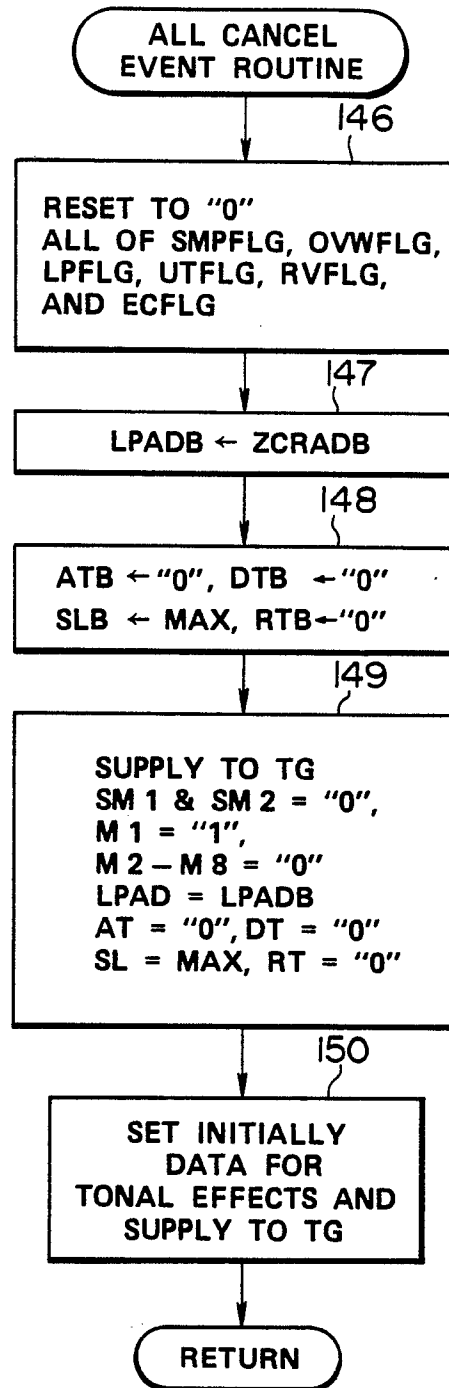 ALL CANCEL
EVENT ROUTINE
146
RESET TO "0"
ALL OF SMPFLG, OVWFLG,
LPFLG, UTFLG, RVFLG,
AND ECFLG
147
LPADB ← ZCRADB
148
ATB ← "0", DTB ← "0"
SLB ← MAX, RTB ← "0"
149
SUPPLY TO TG
SM 1 & SM 2 = "0",
M 1 = "1",
M 2 – M 8 = "0"
LPAD = LPADB
AT = "0", DT = "0"
SL = MAX, RT = "0"
150
SET INITIALLY
DATA FOR
TONAL EFFECTS AND
SUPPLY TO TG
RETURN